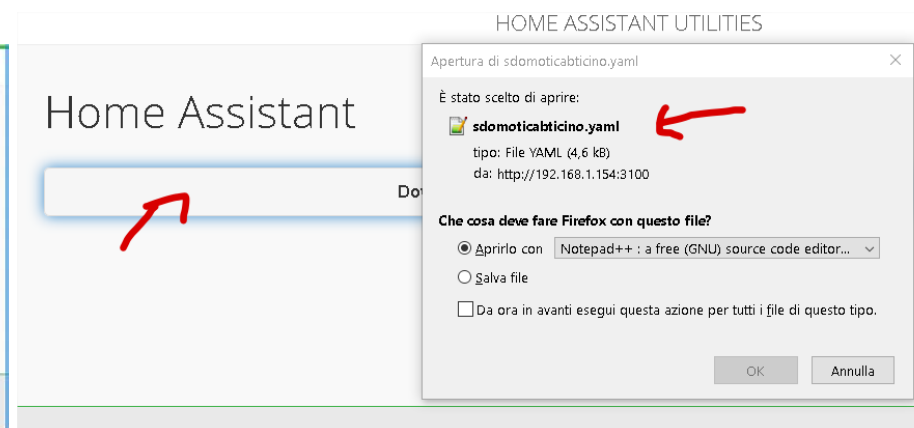 HOME ASSISTANT UTILITIES
Home Assistant
Apertura di sdomoticabticino.yaml
È stato scelto di aprire:
sdomoticabticino.yaml
tipo: File YAML (4,6 kB)
da: http://192.168.1.154:3100
Che cosa deve fare Firefox con questo file?
Aprirlo con Notepad++ : a free (GNU) source code editor...
Salva file
Da ora in avanti esegui questa azione per tutti i file di questo tipo.
OK Annulla